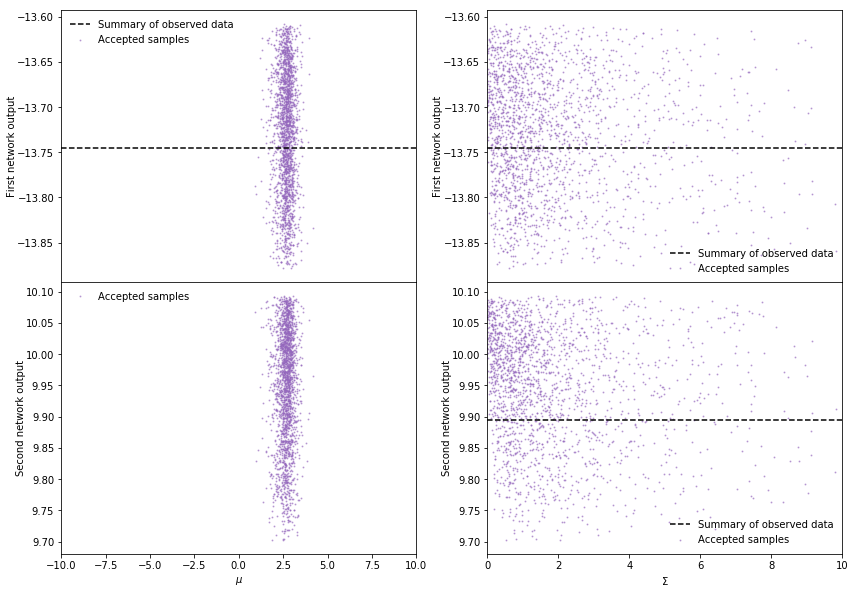 −13.60
−13.65
−13.70
−13.75
−13.80
−13.85
First network output
Summary of observed data
Accepted samples
−13.60
−13.65
−13.70
−13.75
−13.80
−13.85
First network output
Summary of observed data
Accepted samples
10.10
10.05
10.00
9.95
9.90
9.85
9.80
9.75
9.70
Second network output
Accepted samples
−10.0 −7.5 −5.0 −2.5 0.0 2.5 5.0 7.5 10.0
μ
10.10
10.05
10.00
9.95
9.90
9.85
9.80
9.75
9.70
Second network output
Summary of observed data
Accepted samples
0 2 4 6 8 10
Σ